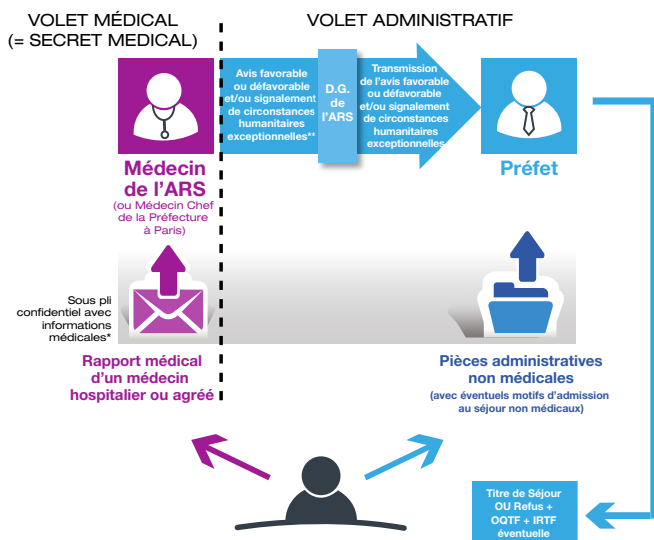 VOLET MÉDICAL
(= SECRET MEDICAL)
VOLET ADMINISTRATIF
Avis favorable
ou défavorable
et/ou signalement
de circonstances
humanitaires
exceptionnelles**
D.G.
de
l'ARS
Transmission
de l'avis favorable
ou défavorable
et/ou signalement
de circonstances
humanitaires
exceptionnelles
Médecin
de l'ARS
(ou Médecin Chef
de la Préfecture
à Paris)
Préfet
Sous pli
confidentiel avec
informations
médicales*
Rapport médical
d'un médecin
hospitalier ou agréé
Pièces administratives
non médicales
(avec éventuels motifs d'admission
au séjour non médicaux)
Titre de Séjour
OU Refus +
OQTF + IRTF
éventuelle